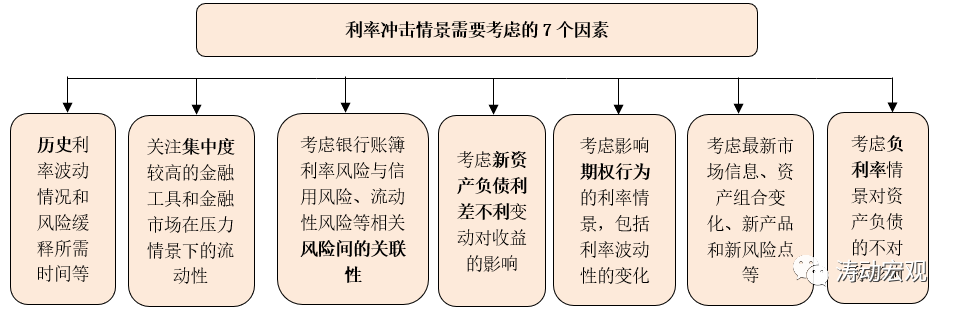 利率冲击情景需要考虑的 7 个因素
历史利
率波动
情况和
风险缓
释所需
时间等
关注集中度
较高的金融
工具和金融
市场在压力
情景下的流
动性
考虑银行账簿
利率风险与信
用风险、流动
性风险等相关
风险间的关联
性
考虑新资
产负债利
差不利变
动对收益
的影响
考虑影响
期权行为
的利率情
景，包括
利率波动
性的变化
考虑最新市
场信息、资
产组合变
化、新产品
和新风险点
等
考虑负
利率情
景对资
产负债
的不对
涛动宏观